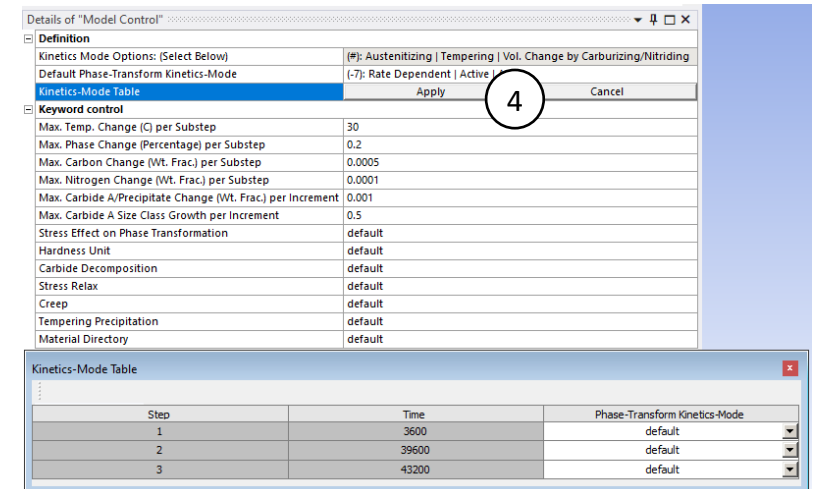 Details of "Model Control"
Definition
Kinetics Mode Options: (Select Below) (#): Austenitizing | Tempering | Vol. Change by Carburizing/Nitriding
Default Phase-Transform Kinetics-Mode (-7): Rate Dependent | Active |
Kinetics-Mode Table Apply Cancel
4
Keyword control
Max. Temp. Change (C) per Substep 30
Max. Phase Change (Percentage) per Substep 0.2
Max. Carbon Change (Wt. Frac.) per Substep 0.0005
Max. Nitrogen Change (Wt. Frac.) per Substep 0.0001
Max. Carbide A/Precipitate Change (Wt. Frac.) per Increment 0.001
Max. Carbide A Size Class Growth per Increment 0.5
Stress Effect on Phase Transformation default
Hardness Unit default
Carbide Decomposition default
Stress Relax default
Creep default
Tempering Precipitation default
Material Directory default
Kinetics-Mode Table
Step Time Phase-Transform Kinetics-Mode
1 3600 default
2 39600 default
3 43200 default